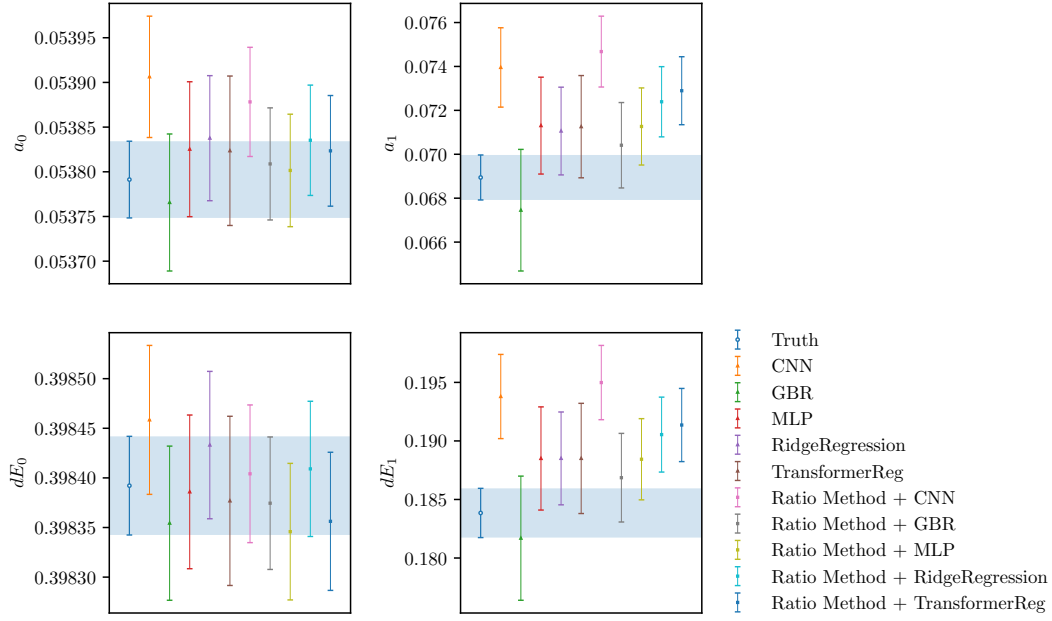 0.05395
0.05390
0.05385
0.05380
0.05375
0.05370
a₀
0.076
0.074
0.072
0.070
0.068
0.066
a₁
0.39850
0.39845
0.39840
0.39835
0.39830
dE₀
0.195
0.190
0.185
0.180
dE₁
Truth
CNN
GBR
MLP
RidgeRegression
TransformerReg
Ratio Method + CNN
Ratio Method + GBR
Ratio Method + MLP
Ratio Method + RidgeRegression
Ratio Method + TransformerReg